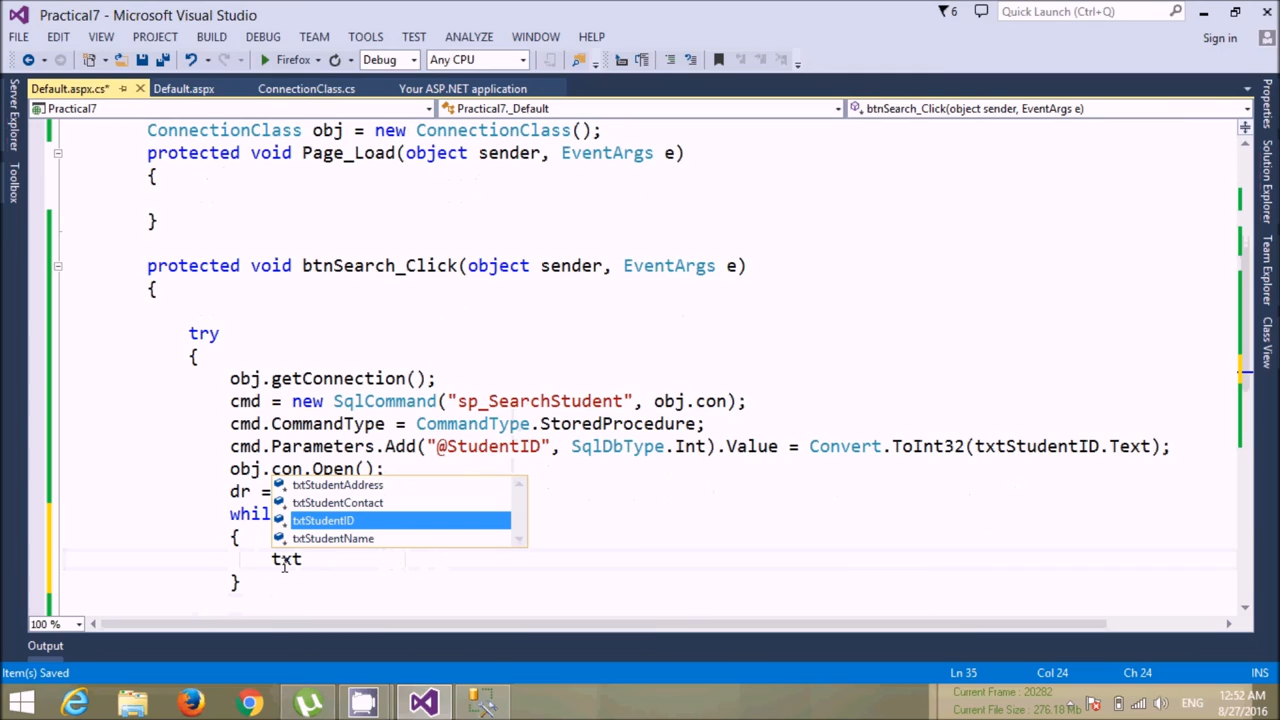 Practical7 - Microsoft Visual Studio
6
Quick Launch (Ctrl+Q)
FILE EDIT VIEW PROJECT BUILD DEBUG TEAM TOOLS TEST ANALYZE WINDOW HELP
Sign in
Firefox
Debug
Any CPU
Default.aspx.cs*
Default.aspx
ConnectionClass.cs
Your ASP.NET application
Practical7
Practical7._Default
btnSearch_Click(object sender, EventArgs e)
Server Explorer
Toolbox
Properties
Solution Explorer
Team Explorer
Class View
ConnectionClass obj = new ConnectionClass();
protected void Page_Load(object sender, EventArgs e)
{
}
protected void btnSearch_Click(object sender, EventArgs e)
{
try
{
obj.getConnection();
cmd = new SqlCommand("sp_SearchStudent", obj.con);
cmd.CommandType = CommandType.StoredProcedure;
cmd.Parameters.Add("@StudentID", SqlDbType.Int).Value = Convert.ToInt32(txtStudentID.Text);
obj.con.Open();
dr =
whil
{
txtStudentAddress
txtStudentContact
txtStudentID
txtStudentName
txt
}
100 %
Output
Item(s) Saved
Ln 35
Col 24
Ch 24
INS
Current Frame : 20282
Current File Size : 276.18 MB
ENG
12:52 AM
8/27/2016